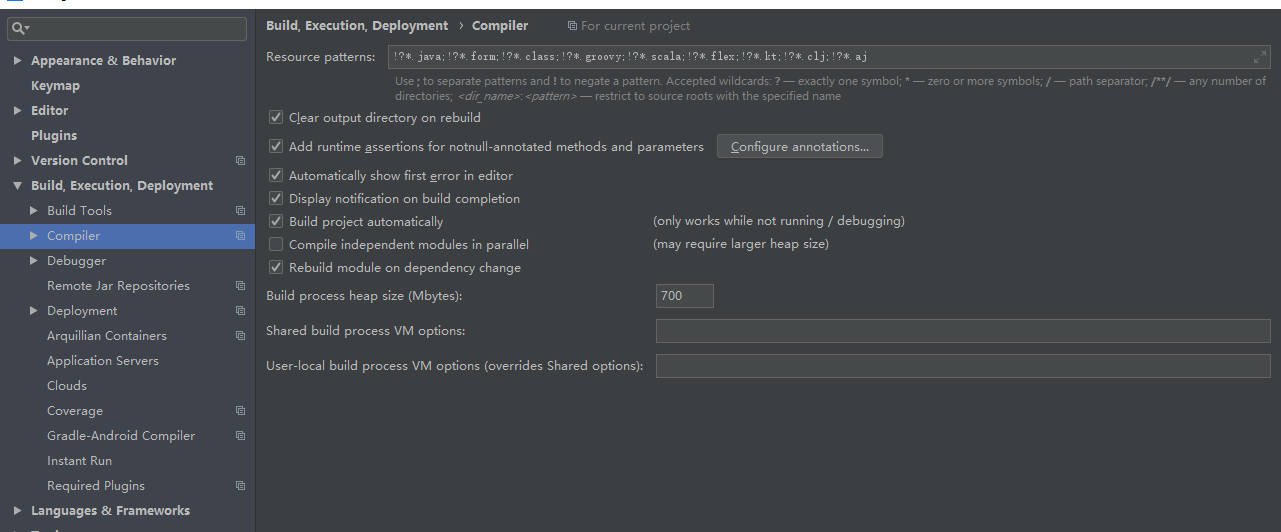 Build, Execution, Deployment › Compiler For current project
Appearance & Behavior
Keymap
Editor
Plugins
Version Control
Build, Execution, Deployment
Build Tools
Compiler
Debugger
Remote Jar Repositories
Deployment
Arquillian Containers
Application Servers
Clouds
Coverage
Gradle-Android Compiler
Instant Run
Required Plugins
Languages & Frameworks
Resource patterns: !?*.java;!?*.form;!?*.class;!?*.groovy;!?*.scala;!?*.flex;!?*.kt;!?*.clj;!?*.aj
Use ; to separate patterns and ! to negate a pattern. Accepted wildcards: ? — exactly one symbol; * — zero or more symbols; / — path separator; /**/ — any number of
directories; <dir_name>:<pattern> — restrict to source roots with the specified name
Clear output directory on rebuild
Add runtime assertions for notnull-annotated methods and parameters Configure annotations...
Automatically show first error in editor
Display notification on build completion
Build project automatically (only works while not running / debugging)
Compile independent modules in parallel (may require larger heap size)
Rebuild module on dependency change
Build process heap size (Mbytes): 700
Shared build process VM options:
User-local build process VM options (overrides Shared options):